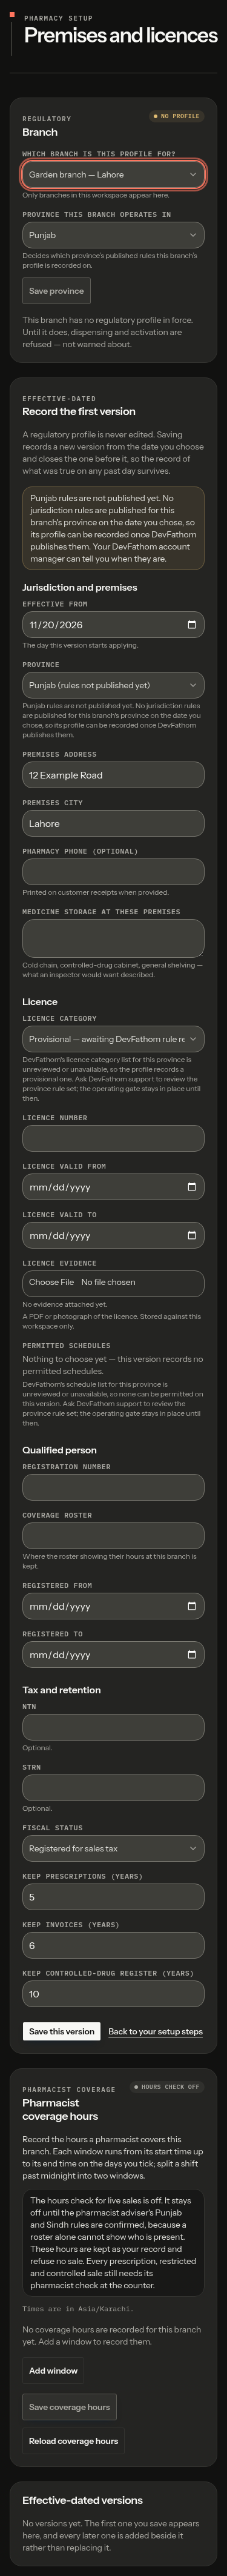 PHARMACY SETUP
Premises and licences
REGULATORY
NO PROFILE
Branch
WHICH BRANCH IS THIS PROFILE FOR?
Garden branch — Lahore
Only branches in this workspace appear here.
PROVINCE THIS BRANCH OPERATES IN
Punjab
Decides which province's published rules this branch's
profile is recorded on.
Save province
This branch has no regulatory profile in force.
Until it does, dispensing and activation are
refused — not warned about.
EFFECTIVE-DATED
Record the first version
A regulatory profile is never edited. Saving
records a new version from the date you choose
and closes the one before it, so the record of
what was true on any past day survives.
Punjab rules are not published yet. No
jurisdiction rules are published for this
branch's province on the date you chose, so
its profile can be recorded once DevFathom
publishes them. Your DevFathom account
manager can tell you when they are.
Jurisdiction and premises
EFFECTIVE FROM
11/20/2026
The day this version starts applying.
PROVINCE
Punjab (rules not published yet)
Punjab rules are not published yet. No jurisdiction rules
are published for this branch's province on the date you
chose, so its profile can be recorded once DevFathom
publishes them.
PREMISES ADDRESS
12 Example Road
PREMISES CITY
Lahore
PHARMACY PHONE (OPTIONAL)
Printed on customer receipts when provided.
MEDICINE STORAGE AT THESE PREMISES
Cold chain, controlled-drug cabinet, general shelving —
what an inspector would want described.
Licence
LICENCE CATEGORY
Provisional — awaiting DevFathom rule re
DevFathom's licence category list for this province is
unreviewed or unavailable, so the profile records a
provisional one. Ask DevFathom support to review the
province rule set; the operating gate stays in place until
then.
LICENCE NUMBER
LICENCE VALID FROM
mm/dd/yyyy
LICENCE VALID TO
mm/dd/yyyy
LICENCE EVIDENCE
Choose File No file chosen
No evidence attached yet.
A PDF or photograph of the licence. Stored against this
workspace only.
PERMITTED SCHEDULES
Nothing to choose yet — this version records no
permitted schedules.
DevFathom's schedule list for this province is
unreviewed or unavailable, so none can be permitted on
this version. Ask DevFathom support to review the
province rule set; the operating gate stays in place until
then.
Qualified person
REGISTRATION NUMBER
COVERAGE ROSTER
Where the roster showing their hours at this branch is
kept.
REGISTERED FROM
mm/dd/yyyy
REGISTERED TO
mm/dd/yyyy
Tax and retention
NTN
Optional.
STRN
Optional.
FISCAL STATUS
Registered for sales tax
KEEP PRESCRIPTIONS (YEARS)
5
KEEP INVOICES (YEARS)
6
KEEP CONTROLLED-DRUG REGISTER (YEARS)
10
Save this version Back to your setup steps
PHARMACIST COVERAGE
HOURS CHECK OFF
Pharmacist
coverage hours
Record the hours a pharmacist covers this
branch. Each window runs from its start time up
to its end time on the days you tick; split a shift
past midnight into two windows.
The hours check for live sales is off. It stays
off until the pharmacist adviser's Punjab
and Sindh rules are confirmed, because a
roster alone cannot show who is present.
These hours are kept as your record and
refuse no sale. Every prescription, restricted
and controlled sale still needs its
pharmacist check at the counter.
Times are in Asia/Karachi.
No coverage hours are recorded for this branch
yet. Add a window to record them.
Add window
Save coverage hours
Reload coverage hours
Effective-dated versions
No versions yet. The first one you save appears
here, and every later one is added beside it
rather than replacing it.